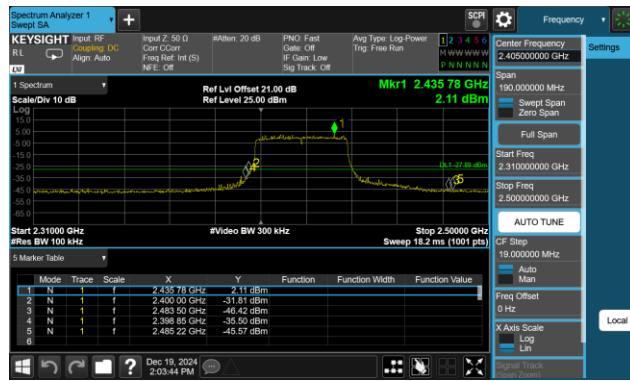 Spectrum Analyzer 1
Swept SA
SCPI
Frequency
KEYSIGHT
RL
LXI
Input: RF
Coupling: DC
Align: Auto
Input Z: 50 Ω
Corr CCorr
Freq Ref: Int (S)
NFE: Off
#Atten: 20 dB
PNO: Fast
Gate: Off
IF Gain: Low
Sig Track: Off
Avg Type: Log-Power
Trig: Free Run
1 2 3 4 5 6
M W W W W W
P N N N N N
1 Spectrum
Scale/Div 10 dB
Ref Lvl Offset 21.00 dB
Ref Level 25.00 dBm
Mkr1 2.435 78 GHz
2.11 dBm
Log
15.0
5.00
-5.00
-15.0
-25.0
-35.0
-45.0
-55.0
-65.0
1
2
5
DL1 -27.89 dBm
Start 2.31000 GHz
#Res BW 100 kHz
#Video BW 300 kHz
Stop 2.50000 GHz
Sweep 18.2 ms (1001 pts)
5 Marker Table
Mode Trace Scale X Y Function Function Width Function Value
1 N 1 f 2.435 78 GHz 2.11 dBm
2 N 1 f 2.400 00 GHz -31.81 dBm
3 N 1 f 2.483 50 GHz -46.42 dBm
4 N 1 f 2.398 85 GHz -35.50 dBm
5 N 1 f 2.485 22 GHz -45.57 dBm
6
?
Dec 19, 2024
2:03:44 PM
Center Frequency
2.405000000 GHz
Settings
Span
190.000000 MHz
Swept Span
Zero Span
Full Span
Start Freq
2.310000000 GHz
Stop Freq
2.500000000 GHz
AUTO TUNE
CF Step
19.000000 MHz
Auto
Man
Freq Offset
0 Hz
Local
X Axis Scale
Log
Lin
Signal Track
(Span Zoom)